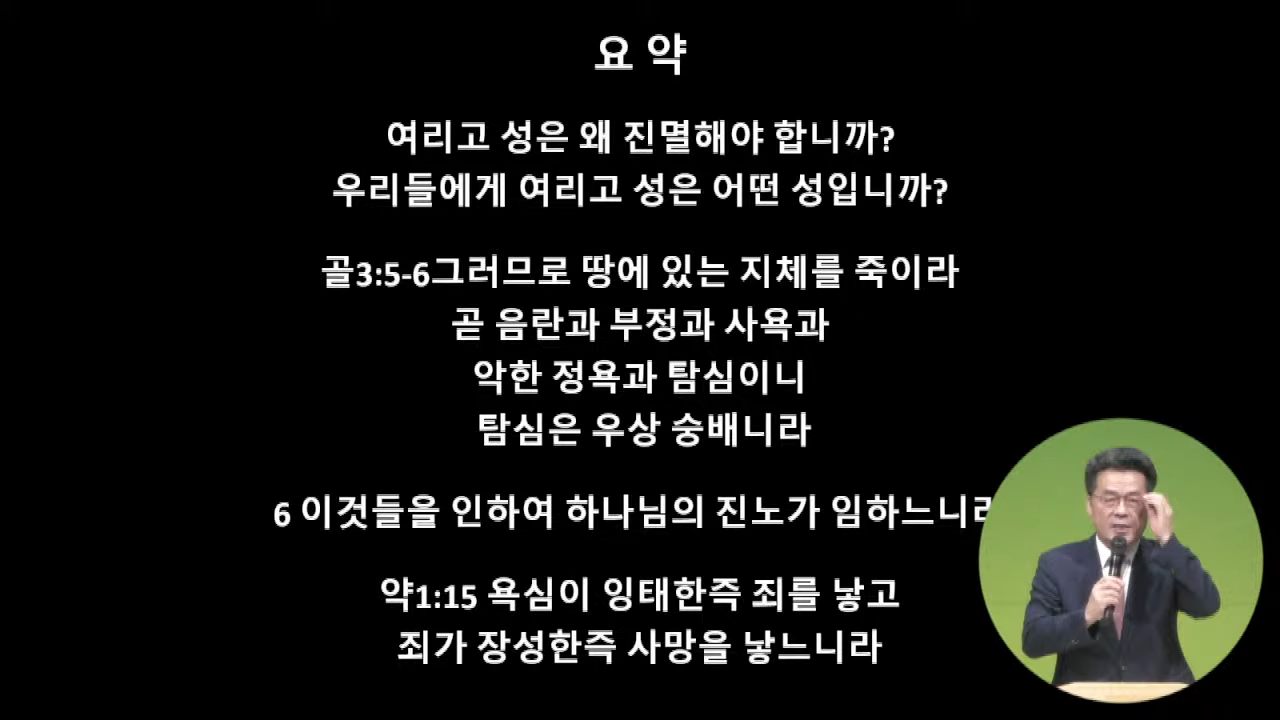 요 약
여리고 성은 왜 진멸해야 합니까?
우리들에게 여리고 성은 어떤 성입니까?
골3:5-6그러므로 땅에 있는 지체를 죽이라
곧 음란과 부정과 사욕과
악한 정욕과 탐심이니
탐심은 우상 숭배니라
6 이것들을 인하여 하나님의 진노가 임하느니라
약1:15 욕심이 잉태한즉 죄를 낳고
죄가 장성한즉 사망을 낳느니라